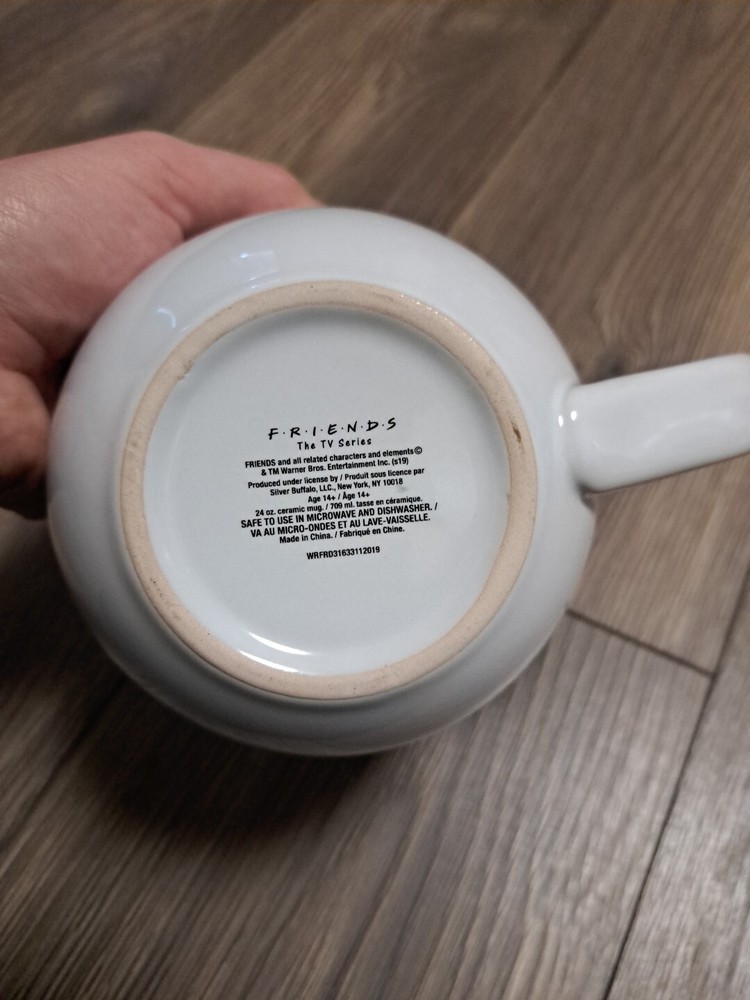 F·R·I·E·N·D·S
The TV Series
FRIENDS and all related characters and elements©
& TM Warner Bros. Entertainment Inc. (s19)
Produced under license by / Produit sous licence par
Silver Buffalo, LLC., New York, NY 10018
Age 14+ / Âge 14+
24 oz. ceramic mug. / 709 ml. tasse en céramique.
SAFE TO USE IN MICROWAVE AND DISHWASHER. /
VA AU MICRO-ONDES ET AU LAVE-VAISSELLE.
Made in China. / Fabriqué en Chine.
WRFRD31633112019